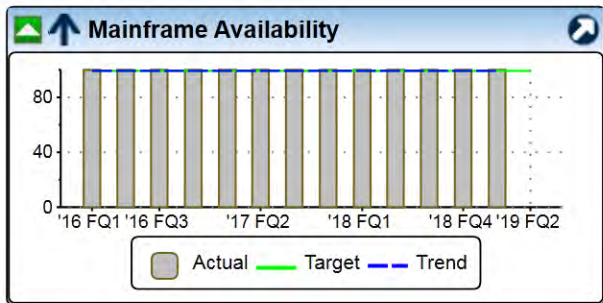 Mainframe Availability
80
40
0
'16 FQ1 '16 FQ3 '17 FQ2 '18 FQ1 '18 FQ4 '19 FQ2
Actual Target Trend